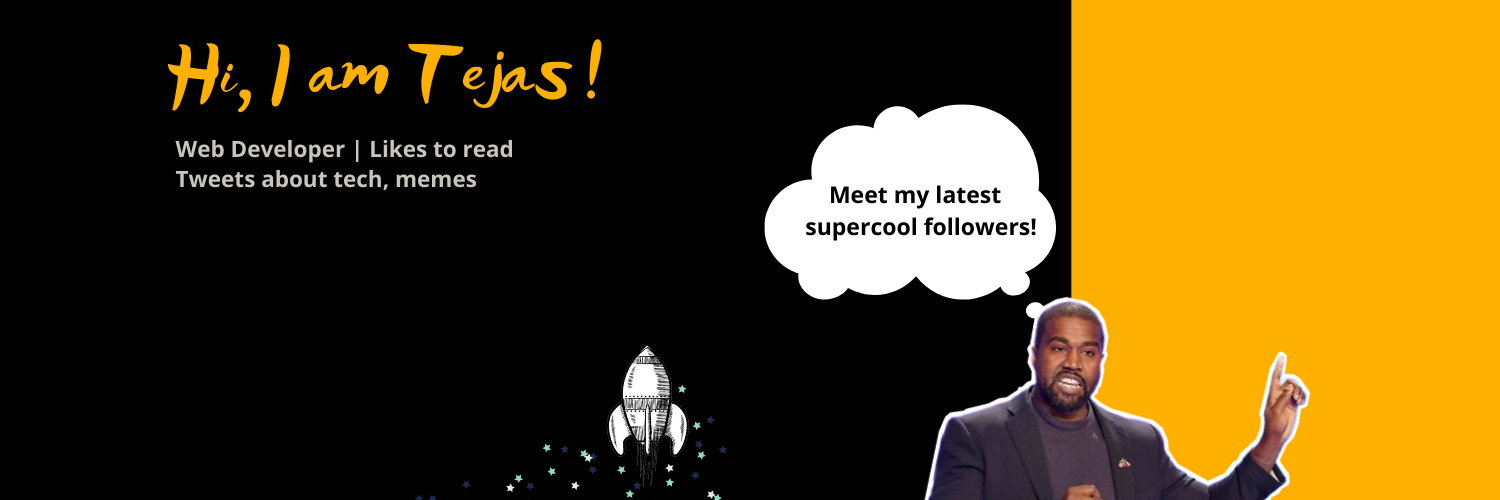 Hi, I am Tejas!
Web Developer | Likes to read
Tweets about tech, memes
Meet my latest
supercool followers!